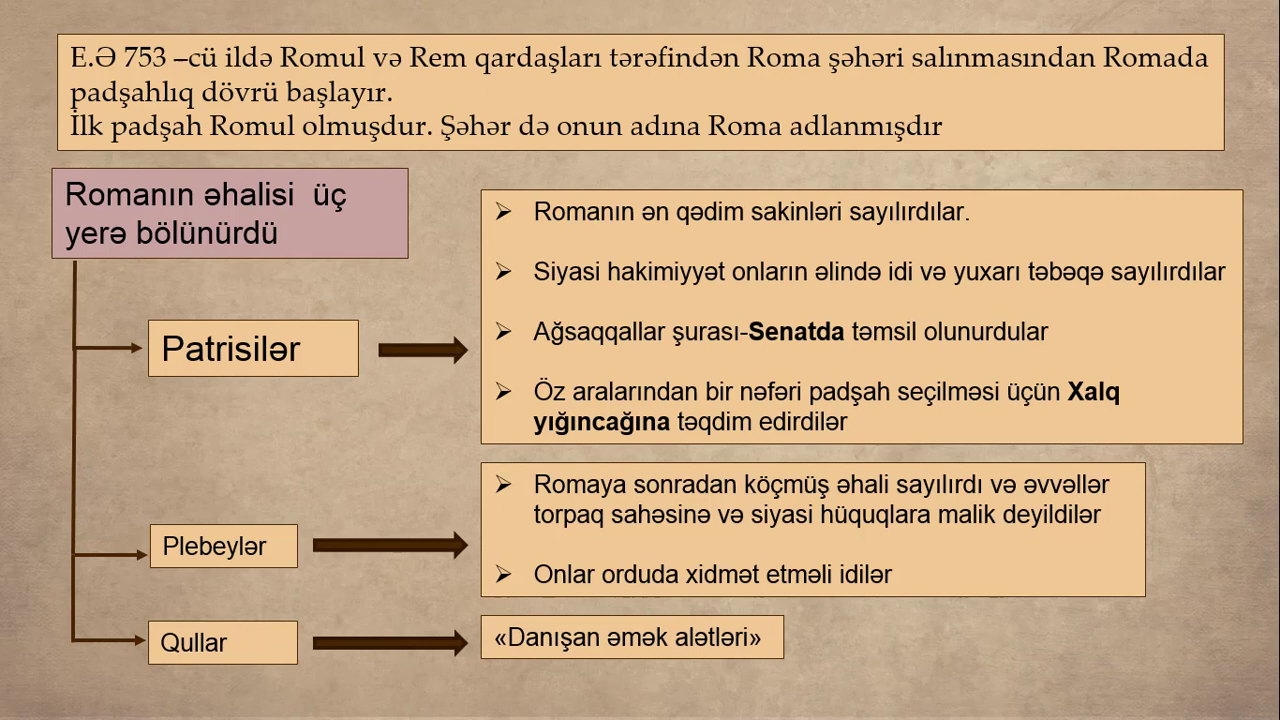 E.Ə 753 –cü ildə Romul və Rem qardaşları tərəfindən Roma şəhəri salınmasından Romada
padşahlıq dövrü başlayır.
İlk padşah Romul olmuşdur. Şəhər də onun adına Roma adlanmışdır
Romanın əhalisi üç
yerə bölünürdü
Patrisilər
➢ Romanın ən qədim sakinləri sayılırdılar.
➢ Siyasi hakimiyyət onların əlində idi və yuxarı təbəqə sayılırdılar
➢ Ağsaqqallar şurası-Senatda təmsil olunurdular
➢ Öz aralarından bir nəfəri padşah seçilməsi üçün Xalq
yığıncağına təqdim edirdilər
Plebeylər
➢ Romaya sonradan köçmüş əhali sayılırdı və əvvəllər
torpaq sahəsinə və siyasi hüquqlara malik deyildilər
➢ Onlar orduda xidmət etməli idilər
Qullar
«Danışan əmək alətləri»